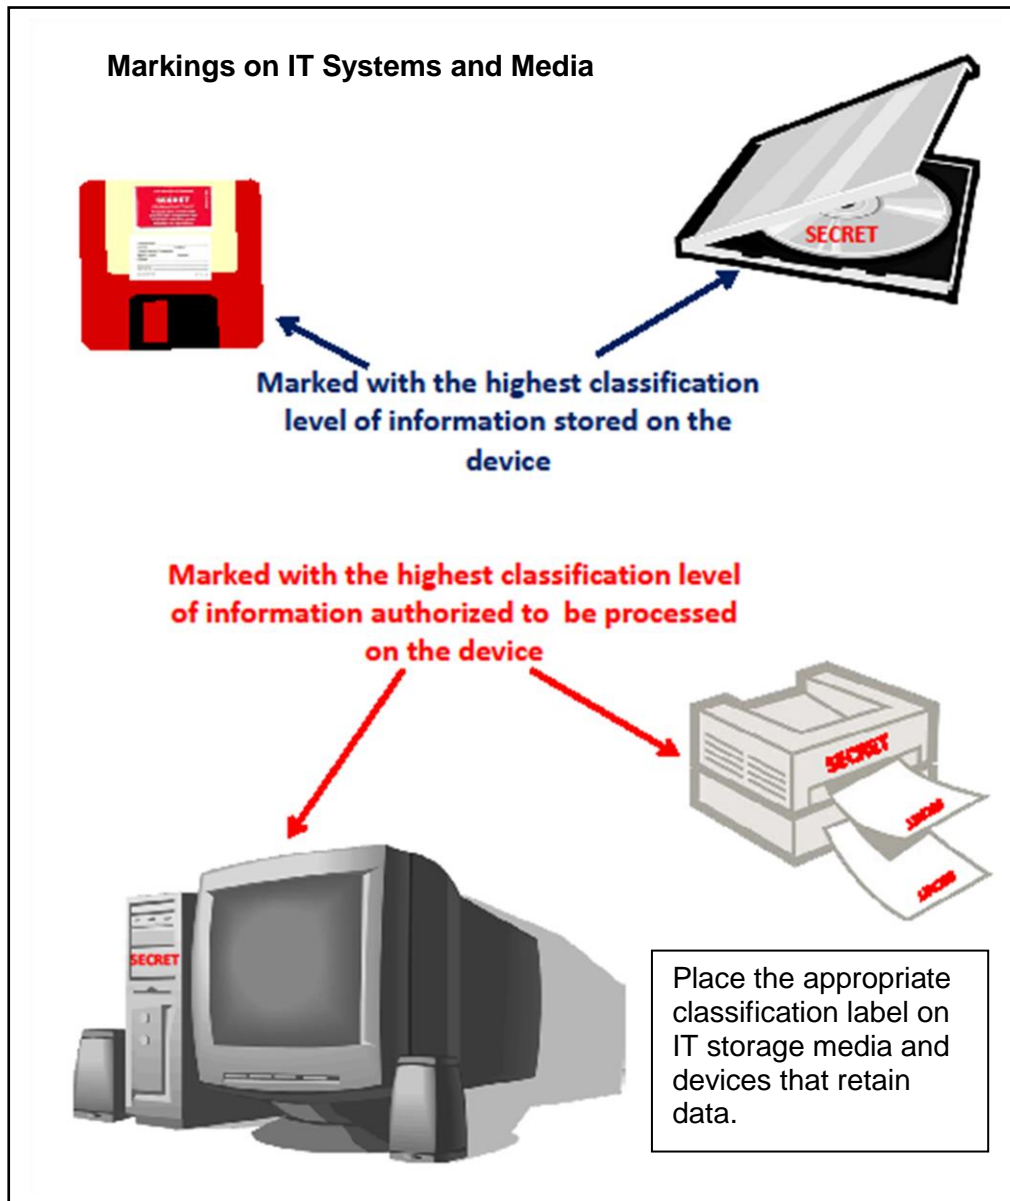 Markings on IT Systems and Media
SECRET
SECRET
Marked with the highest classification
level of information stored on the
device
Marked with the highest classification level
of information authorized to be processed
on the device
SECRET
SECRET
SECRET
SECRET
Place the appropriate
classification label on
IT storage media and
devices that retain
data.